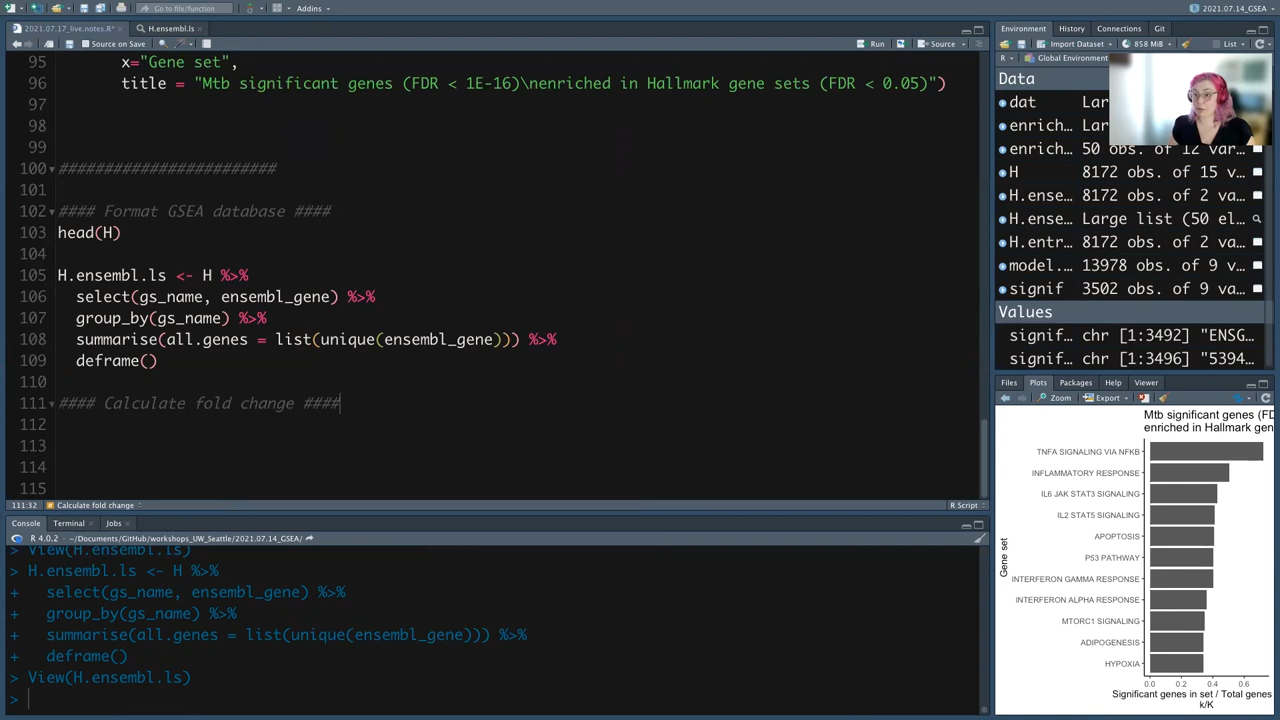 Go to file/function
Addins
2021.07.14_GSEA
2021.07.17_live.notes.R*
H.ensembl.ls
Source on Save
Run
Source
95 x="Gene set",
96 title = "Mtb significant genes (FDR < 1E-16)\nenriched in Hallmark gene sets (FDR < 0.05)")
97
98
99
100 ########################
101
102 #### Format GSEA database ####
103 head(H)
104
105 H.ensembl.ls <- H %>%
106 select(gs_name, ensembl_gene) %>%
107 group_by(gs_name) %>%
108 summarise(all.genes = list(unique(ensembl_gene))) %>%
109 deframe()
110
111 #### Calculate fold change ####
112
113
114
115
111:32 Calculate fold change R Script
Console Terminal Jobs
R 4.0.2 · ~/Documents/GitHub/workshops_UW_Seattle/2021.07.14_GSEA/
> View(H.ensembl.ls)
> H.ensembl.ls <- H %>%
+ select(gs_name, ensembl_gene) %>%
+ group_by(gs_name) %>%
+ summarise(all.genes = list(unique(ensembl_gene))) %>%
+ deframe()
> View(H.ensembl.ls)
>
Environment History Connections Git
Import Dataset 858 MiB List
R Global Environment
Data
dat Lar
enrich… Lar
enrich… 50 obs. of 12 var…
H 8172 obs. of 15 v…
H.ense… 8172 obs. of 2 va…
H.ense… Large list (50 el…
H.entr… 8172 obs. of 2 va…
model.… 13978 obs. of 9 v…
signif 3502 obs. of 9 va…
Values
signif… chr [1:3492] "ENSG…
signif… chr [1:3496] "5394…
Files Plots Packages Help Viewer
Zoom Export
Mtb significant genes (FD
enriched in Hallmark gen
TNFA SIGNALING VIA NFKB
INFLAMMATORY RESPONSE
IL6 JAK STAT3 SIGNALING
IL2 STAT5 SIGNALING
APOPTOSIS
P53 PATHWAY
INTERFERON GAMMA RESPONSE
INTERFERON ALPHA RESPONSE
MTORC1 SIGNALING
ADIPOGENESIS
HYPOXIA
Gene set
0.0 0.2 0.4 0.6
Significant genes in set / Total genes
k/K